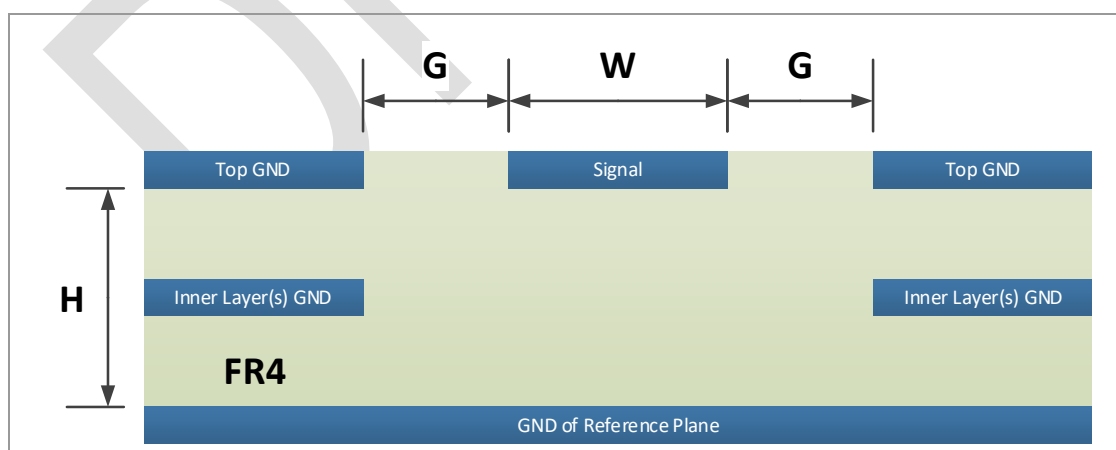 G W G
Top GND Signal Top GND
H
Inner Layer(s) GND Inner Layer(s) GND
FR4
GND of Reference Plane